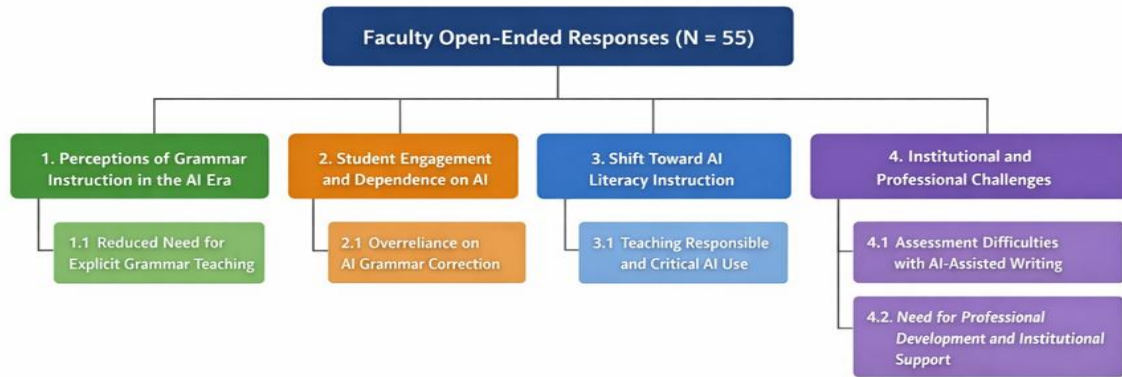 Faculty Open-Ended Responses (N = 55)
1. Perceptions of Grammar
Instruction in the AI Era
1.1 Reduced Need for
Explicit Grammar Teaching
2. Student Engagement
and Dependence on AI
2.1 Overreliance on
AI Grammar Correction
3. Shift Toward AI
Literacy Instruction
3.1 Teaching Responsible
and Critical AI Use
4. Institutional and
Professional Challenges
4.1 Assessment Difficulties
with AI-Assisted Writing
4.2. Need for Professional
Development and Institutional
Support